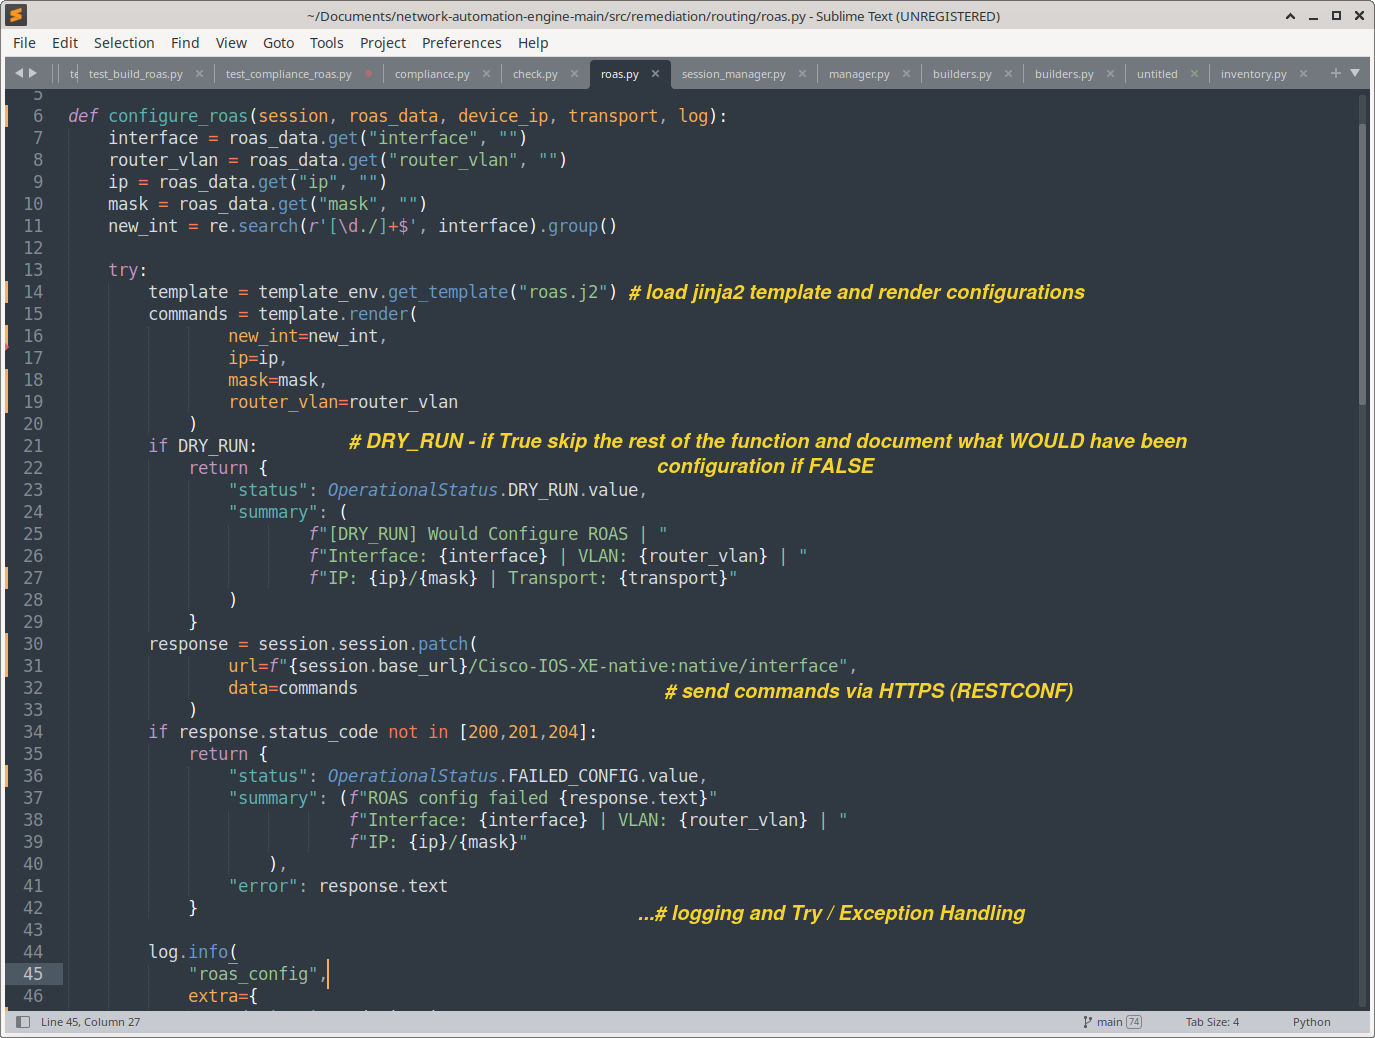 ~/Documents/network-automation-engine-main/src/remediation/routing/roas.py - Sublime Text (UNREGISTERED)
File Edit Selection Find View Goto Tools Project Preferences Help
test_build_roas.py test_compliance_roas.py compliance.py check.py roas.py session_manager.py manager.py builders.py builders.py untitled inventory.py
5
6 def configure_roas(session, roas_data, device_ip, transport, log):
7 interface = roas_data.get("interface", "")
8 router_vlan = roas_data.get("router_vlan", "")
9 ip = roas_data.get("ip", "")
10 mask = roas_data.get("mask", "")
11 new_int = re.search(r'[\d./]+$', interface).group()
12
13 try:
14 template = template_env.get_template("roas.j2") # load jinja2 template and render configurations
15 commands = template.render(
16 new_int=new_int,
17 ip=ip,
18 mask=mask,
19 router_vlan=router_vlan
20 )
21 if DRY_RUN: # DRY_RUN - if True skip the rest of the function and document what WOULD have been
configuration if FALSE
22 return {
23 "status": OperationalStatus.DRY_RUN.value,
24 "summary": (
25 f"[DRY_RUN] Would Configure ROAS | "
26 f"Interface: {interface} | VLAN: {router_vlan} | "
27 f"IP: {ip}/{mask} | Transport: {transport}"
28 )
29 }
30 response = session.session.patch(
31 url=f"{session.base_url}/Cisco-IOS-XE-native:native/interface",
32 data=commands # send commands via HTTPS (RESTCONF)
33 )
34 if response.status_code not in [200,201,204]:
35 return {
36 "status": OperationalStatus.FAILED_CONFIG.value,
37 "summary": (f"ROAS config failed {response.text}"
38 f"Interface: {interface} | VLAN: {router_vlan} | "
39 f"IP: {ip}/{mask}"
40 ),
41 "error": response.text
42 } ...# logging and Try / Exception Handling
43
44 log.info(
45 "roas_config",
46 extra={
Line 45, Column 27 main 74 Tab Size: 4 Python